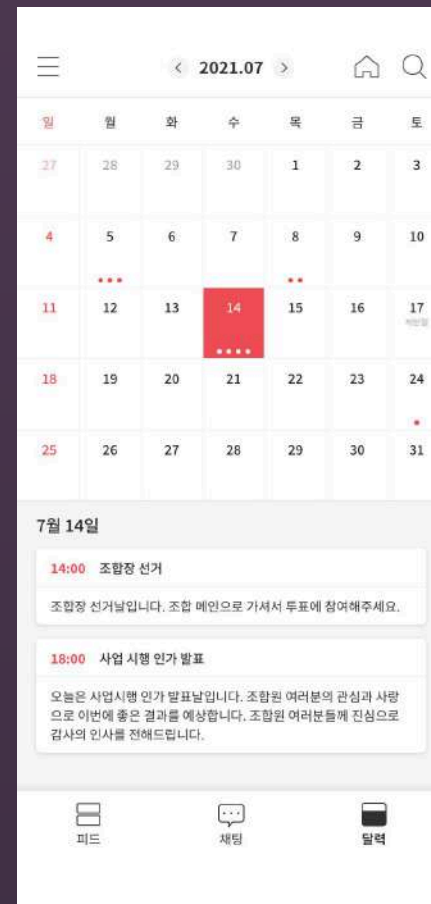 < 2021.07 >
일 월 화 수 목 금 토
27 28 29 30 1 2 3
4 5 6 7 8 9 10
11 12 13 14 15 16 17
18 19 20 21 22 23 24
25 26 27 28 29 30 31
7월 14일
14:00 조합장 선거
조합장 선거날입니다. 조합 메인으로 가셔서 투표에 참여해주세요.
18:00 사업 시행 인가 발표
오늘은 사업시행 인가 발표날입니다. 조합원 여러분의 관심과 사랑
으로 이번에 좋은 결과를 예상합니다. 조합원 여러분들께 진심으로
감사의 인사를 전해드립니다.
피드 채팅 달력